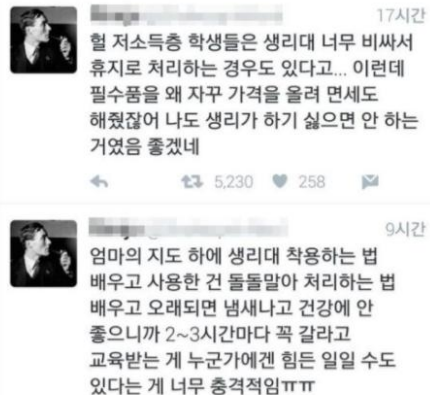 17시간
헐 저소득층 학생들은 생리대 너무 비싸서
휴지로 처리하는 경우도 있다고... 이런데
필수품을 왜 자꾸 가격을 올려 면세도
해줬잖어 나도 생리가 하기 싫으면 안 하는
거였음 좋겠네
5,230 258
9시간
엄마의 지도 하에 생리대 착용하는 법
배우고 사용한 건 돌돌말아 처리하는 법
배우고 오래되면 냄새나고 건강에 안
좋으니까 2~3시간마다 꼭 갈라고
교육받는 게 누군가에겐 힘든 일일 수도
있다는 게 너무 충격적임ㅠㅠ